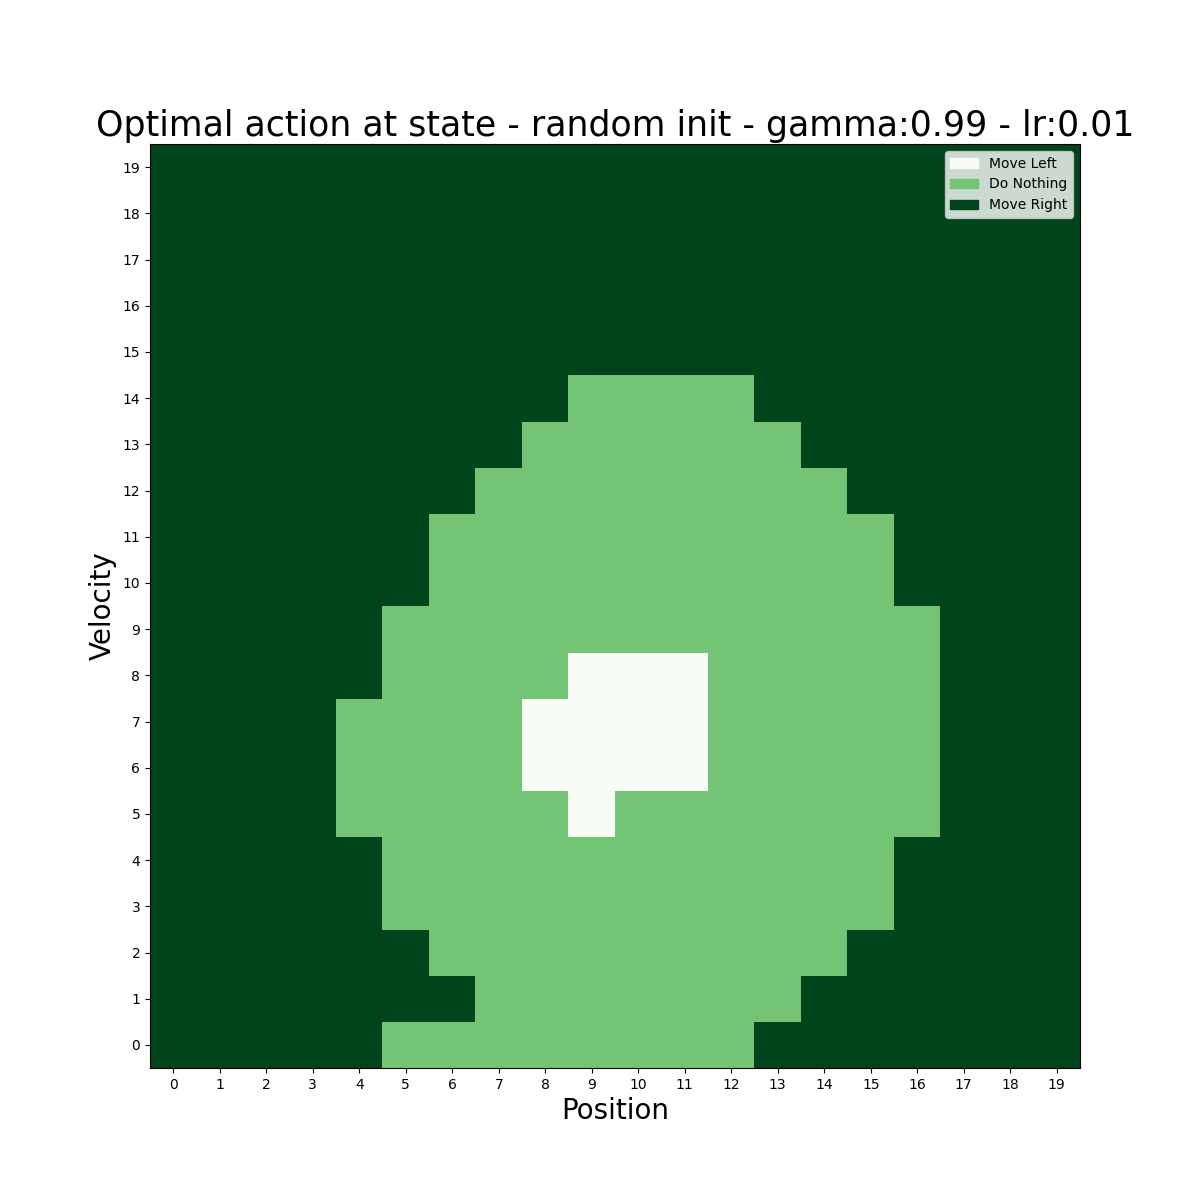 Optimal action at state - random init - gamma:0.99 - lr:0.01
Move Left
Do Nothing
Move Right
Velocity
19
18
17
16
15
14
13
12
11
10
9
8
7
6
5
4
3
2
1
0
0 1 2 3 4 5 6 7 8 9 10 11 12 13 14 15 16 17 18 19
Position